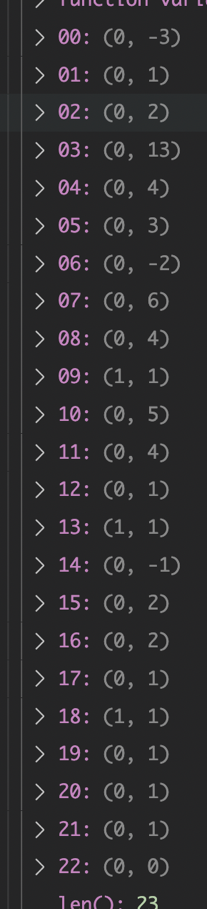 function vari
> 00: (0, -3)
> 01: (0, 1)
> 02: (0, 2)
> 03: (0, 13)
> 04: (0, 4)
> 05: (0, 3)
> 06: (0, -2)
> 07: (0, 6)
> 08: (0, 4)
> 09: (1, 1)
> 10: (0, 5)
> 11: (0, 4)
> 12: (0, 1)
> 13: (1, 1)
> 14: (0, -1)
> 15: (0, 2)
> 16: (0, 2)
> 17: (0, 1)
> 18: (1, 1)
> 19: (0, 1)
> 20: (0, 1)
> 21: (0, 1)
> 22: (0, 0)
len(): 23